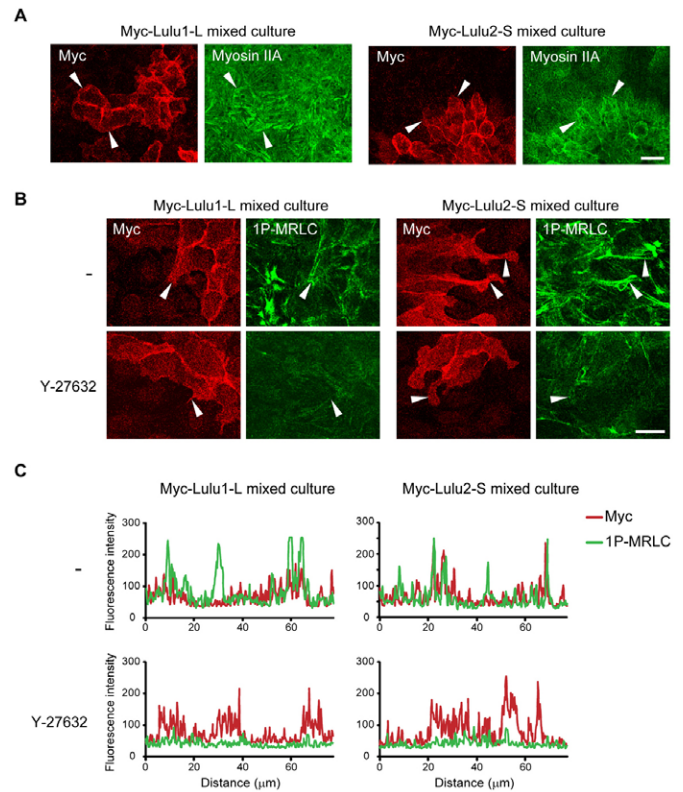 A
Myc-Lulu1-L mixed culture Myc-Lulu2-S mixed culture
Myc Myosin IIA Myc Myosin IIA
B
Myc-Lulu1-L mixed culture Myc-Lulu2-S mixed culture
Myc 1P-MRLC Myc 1P-MRLC
-
Y-27632
C
Myc-Lulu1-L mixed culture Myc-Lulu2-S mixed culture
Myc
1P-MRLC
-
Fluorescence intensity
300 300
200 200
100 100
0 0
0 20 40 60 0 20 40 60
Y-27632
Fluorescence intensity
300 300
200 200
100 100
0 0
0 20 40 60 0 20 40 60
Distance (μm) Distance (μm)